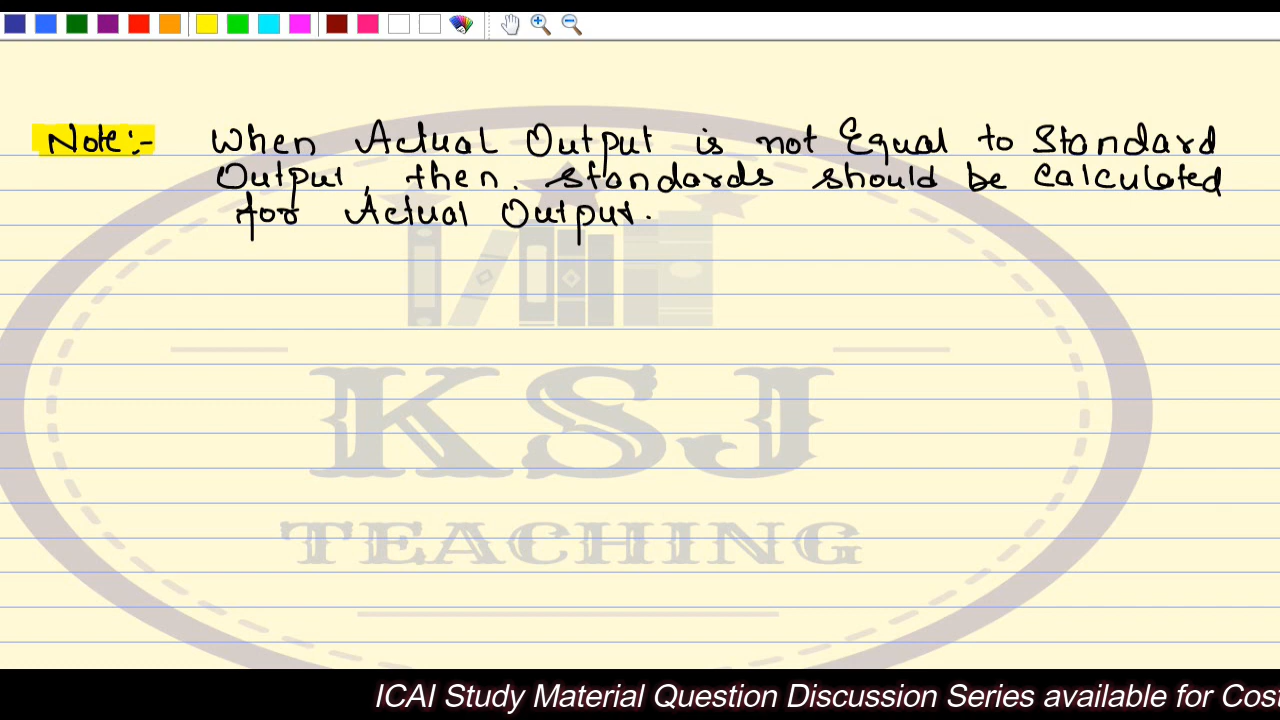 Note:- When Actual Output is not Equal to Standard
Output, then. standards should be calculated
for Actual Output.
KSJ
TEACHING
ICAI Study Material Question Discussion Series available for Cos